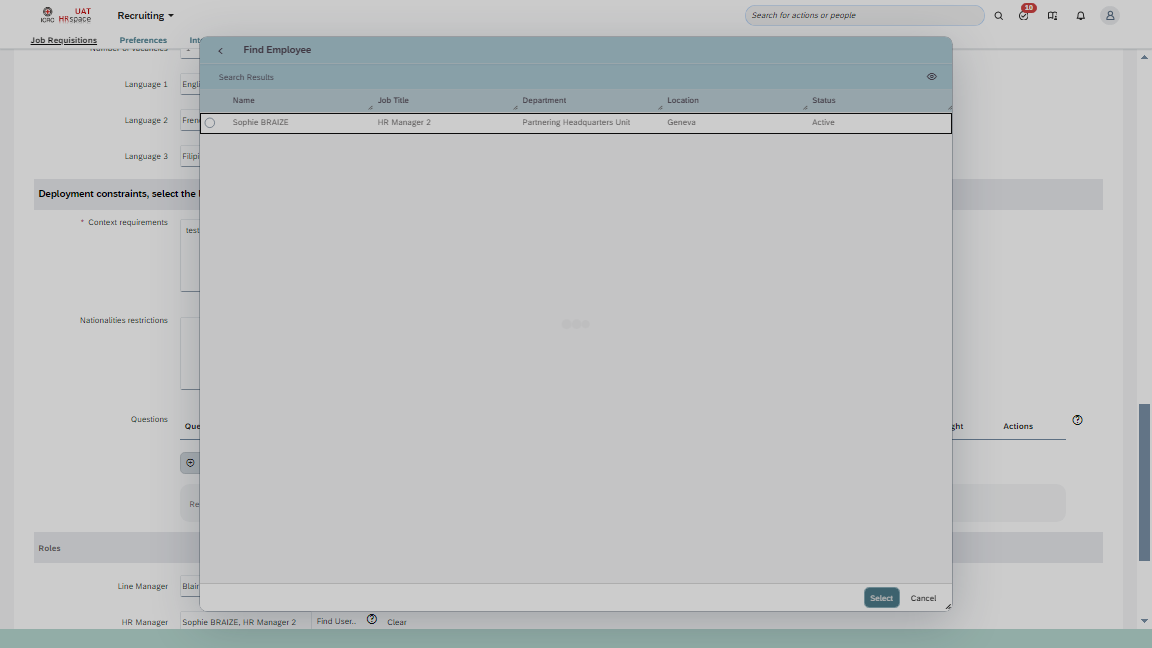 ICRC UAT HRspace Recruiting Search for actions or people 10
Job Requisitions Preferences Int
Number of vacancies
Language 1 Engli
Language 2 Fren
Language 3 Filipi
Deployment constraints, select the l
* Context requirements test
Nationalities restrictions
Questions Que ght Actions
Re
Roles
Line Manager Blair
HR Manager Sophie BRAIZE, HR Manager 2 Find User.. Clear
Find Employee
Search Results
Name Job Title Department Location Status
Sophie BRAIZE HR Manager 2 Partnering Headquarters Unit Geneva Active
Select Cancel